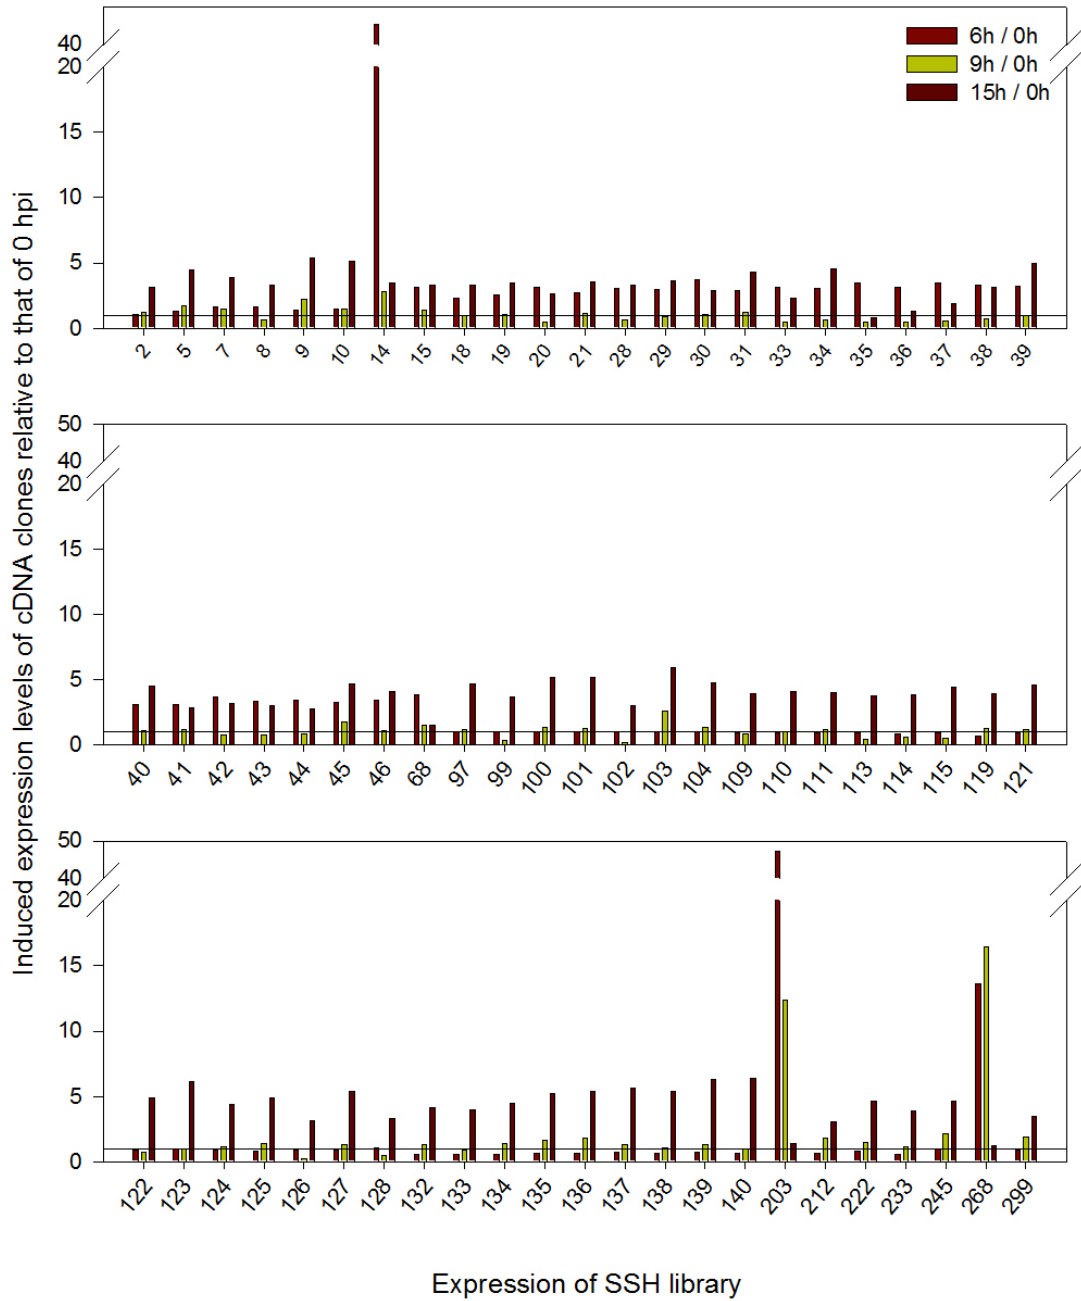 Induced expression levels of cDNA clones relative to that of 0 hpi
40
20
15
10
5
0
6h / 0h
9h / 0h
15h / 0h
2 5 7 8 9 10 14 15 18 19 20 21 28 29 30 31 33 34 35 36 37 38 39
50
40
20
15
10
5
0
40 41 42 43 44 45 46 68 97 99 100 101 102 103 104 109 110 111 113 114 115 119 121
50
40
20
15
10
5
0
122 123 124 125 126 127 128 132 133 134 135 136 137 138 139 140 203 212 222 233 245 268 299
Expression of SSH library